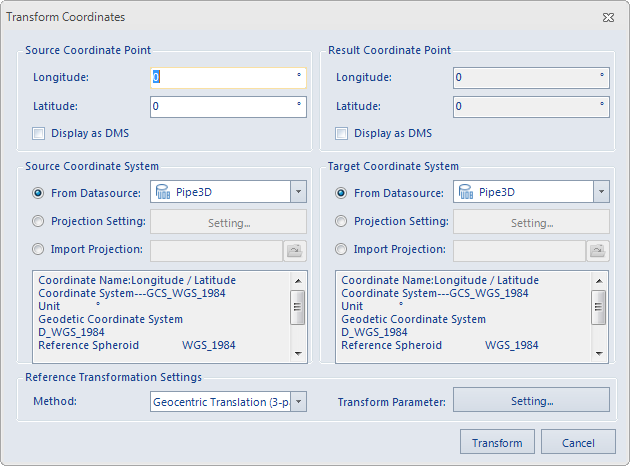 Transform Coordinates
Source Coordinate Point
Longitude: 0 °
Latitude: 0 °
Display as DMS
Result Coordinate Point
Longitude: 0 °
Latitude: 0 °
Display as DMS
Source Coordinate System
From Datasource: Pipe3D
Projection Setting: Setting...
Import Projection:
Coordinate Name:Longitude / Latitude
Coordinate System---GCS_WGS_1984
Unit °
Geodetic Coordinate System
D_WGS_1984
Reference Spheroid WGS_1984
Target Coordinate System
From Datasource: Pipe3D
Projection Setting: Setting...
Import Projection:
Coordinate Name:Longitude / Latitude
Coordinate System---GCS_WGS_1984
Unit °
Geodetic Coordinate System
D_WGS_1984
Reference Spheroid WGS_1984
Reference Transformation Settings
Method: Geocentric Translation (3-pa
Transform Parameter: Setting...
Transform Cancel